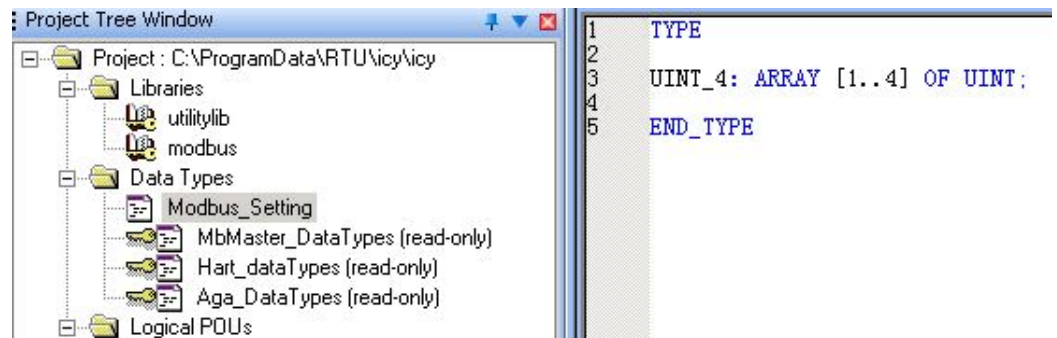 Project Tree Window
Project : C:\ProgramData\RTU\icy\icy
Libraries
utilitylib
modbus
Data Types
Modbus_Setting
MbMaster_DataTypes (read-only)
Hart_dataTypes (read-only)
Aga_DataTypes (read-only)
Logical POUs
1 TYPE
2
3 UINT_4: ARRAY [1..4] OF UINT;
4
5 END_TYPE